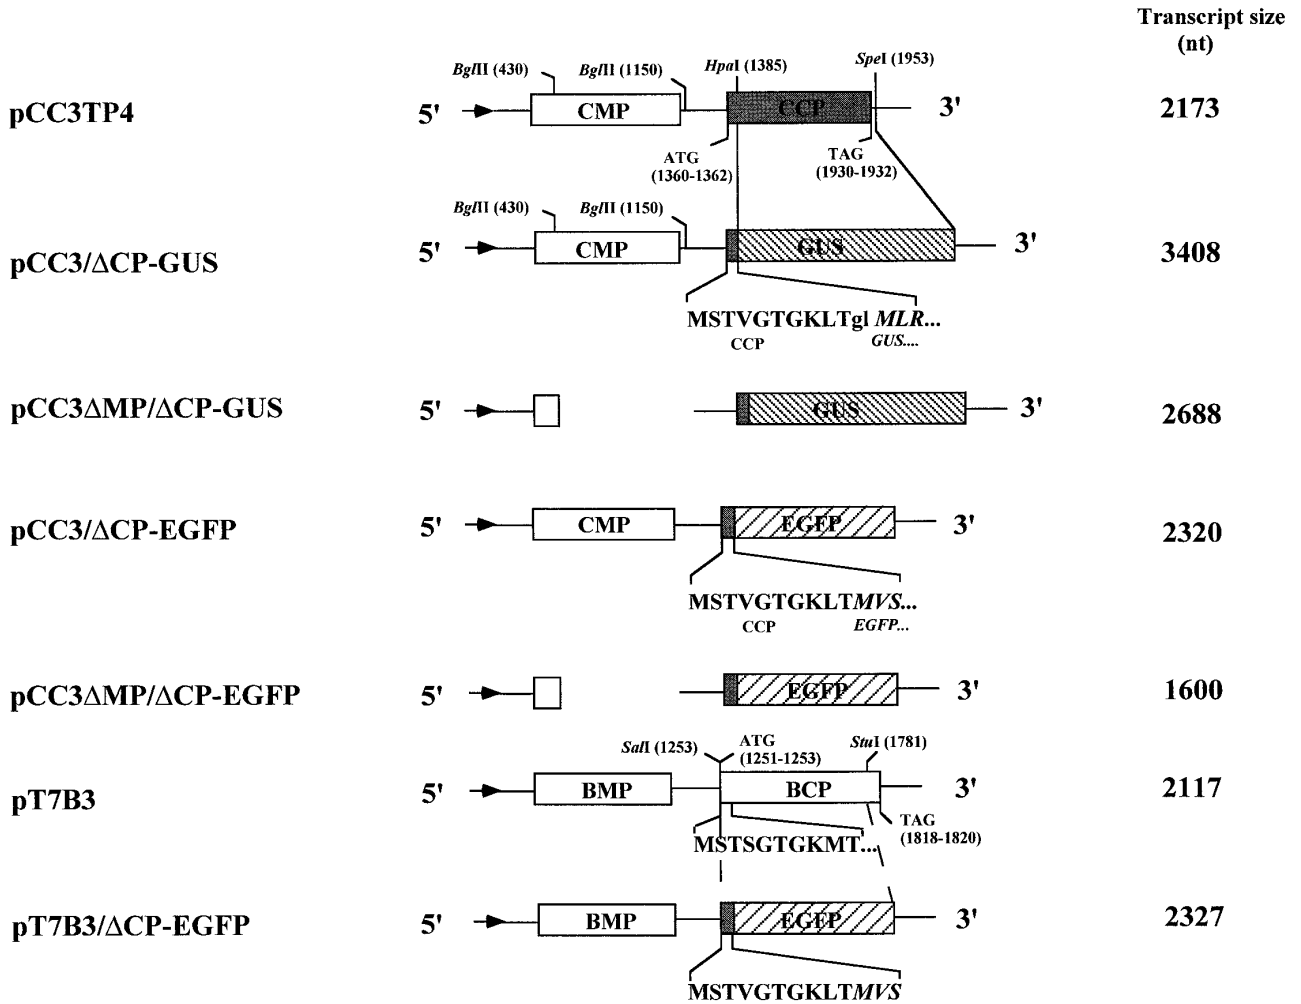 Transcript size
(nt)
BglII (430) BglII (1150) HpaI (1385) SpeI (1953)
pCC3TP4 5' CMP CCP 3' 2173
ATG
(1360-1362)
TAG
(1930-1932)
BglII (430) BglII (1150)
pCC3/ΔCP-GUS 5' CMP GUS 3' 3408
MSTVGTGKLTgl MLR...
CCP GUS....
pCC3ΔMP/ΔCP-GUS 5' GUS 3' 2688
pCC3/ΔCP-EGFP 5' CMP EGFP 3' 2320
MSTVGTGKLTMVS...
CCP EGFP...
pCC3ΔMP/ΔCP-EGFP 5' EGFP 3' 1600
SalI (1253) ATG
(1251-1253)
StuI (1781)
pT7B3 5' BMP BCP 3' 2117
TAG
(1818-1820)
MSTSGTGKMT...
pT7B3/ΔCP-EGFP 5' BMP EGFP 3' 2327
MSTVGTGKLTMVS